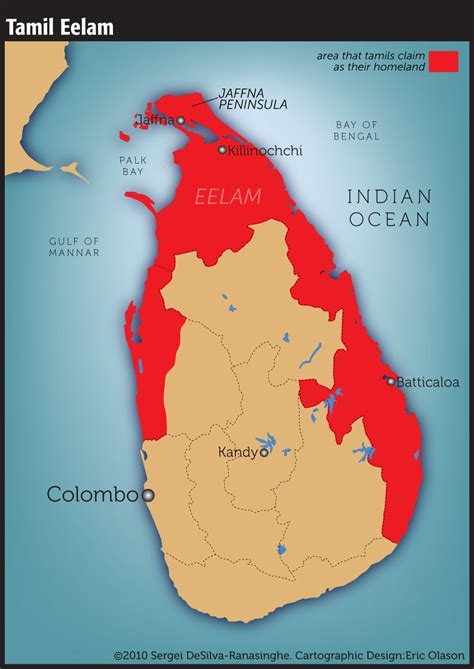 Tamil Eelam
area that tamils claim
as their homeland
JAFFNA
PENINSULA
Jaffna
BAY OF
BENGAL
Killinochchi
PALK
BAY
EELAM
INDIAN
OCEAN
GULF OF
MANNAR
Batticaloa
Kandy
Colombo
©2010 Sergei DeSilva-Ranasinghe. Cartographic Design:Eric Olason